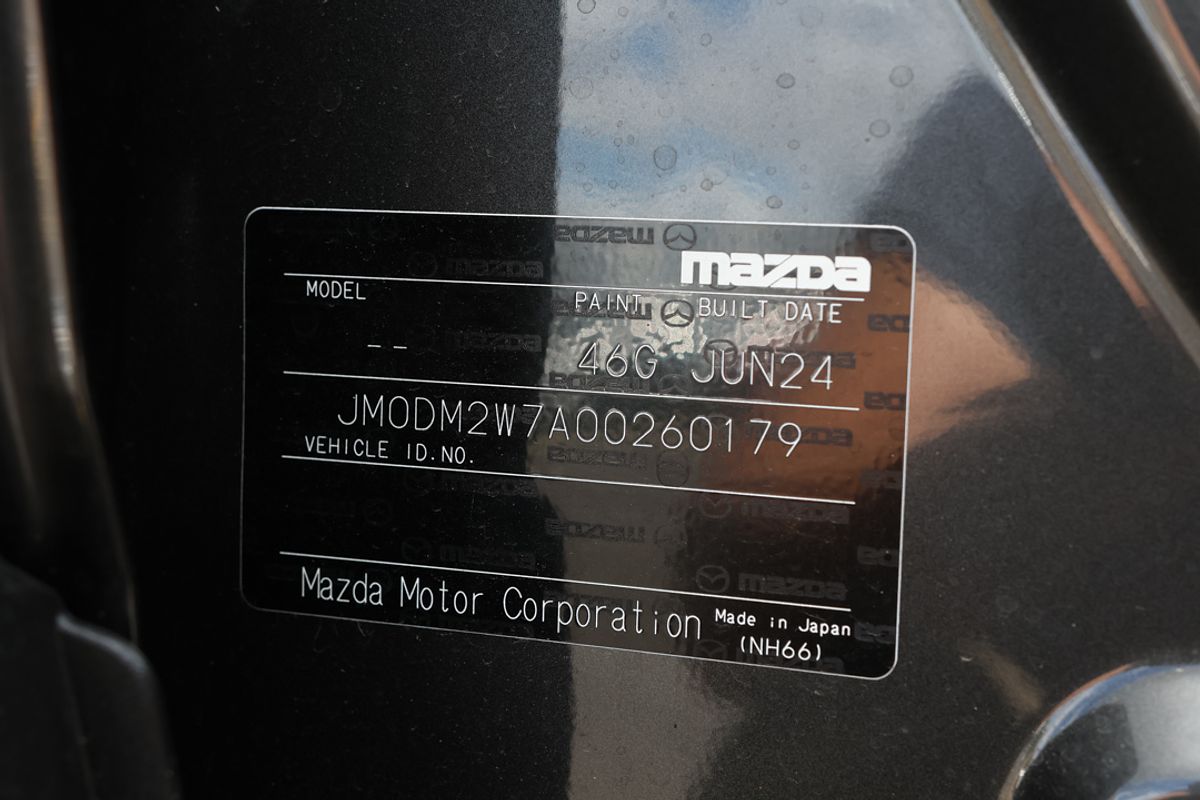 mazda
MODEL PAINT BUILT DATE
-- 46G JUN24
JM0DM2W7A00260179
VEHICLE ID.NO.
Mazda Motor Corporation Made in Japan
(NH66)